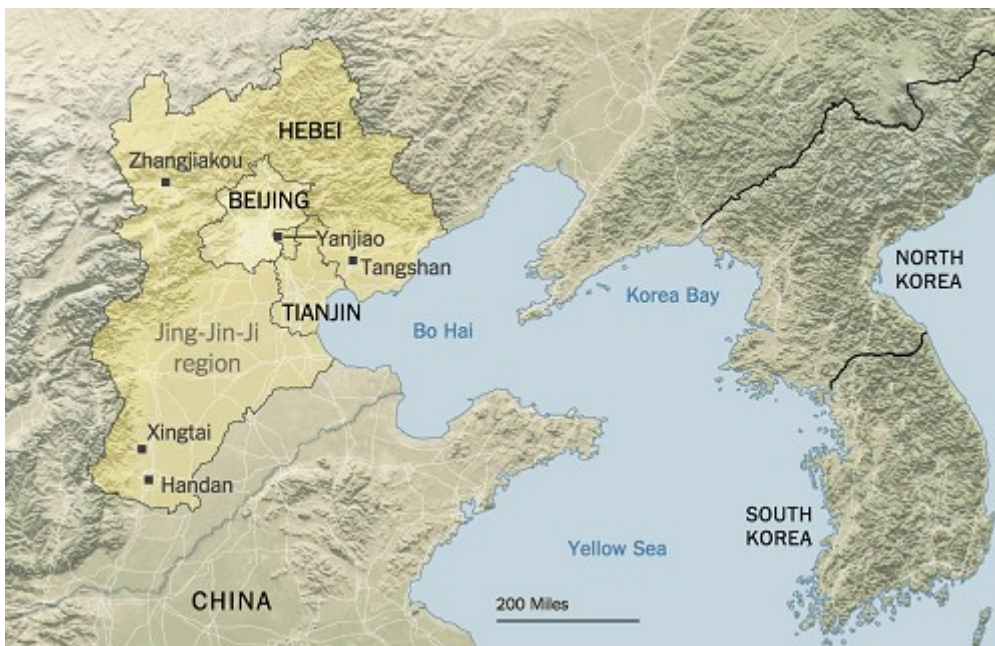 HEBEI
Zhangjiakou
BEIJING
Yanjiao
Tangshan
NORTH
KOREA
Korea Bay
TIANJIN
Bo Hai
Jing-Jin-Ji
region
Xingtai
Handan
SOUTH
KOREA
Yellow Sea
CHINA
200 Miles